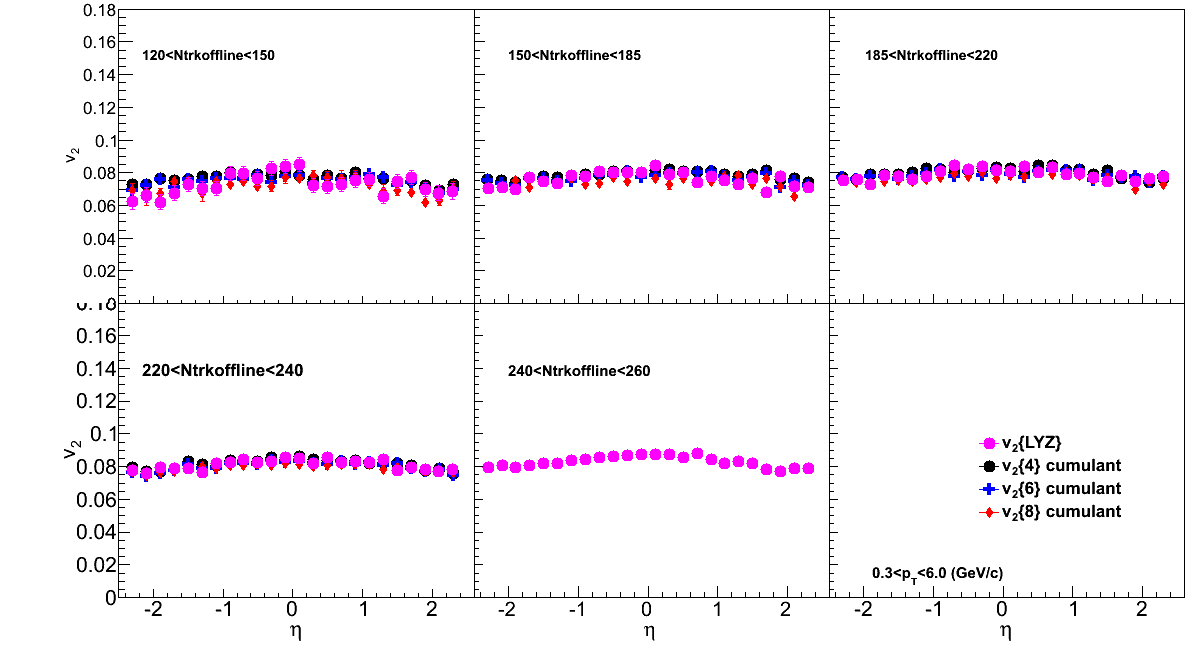 0.18
0.16
0.14
0.12
0.1
0.08
0.06
0.04
0.02
v2
120<Ntrkoffline<150
150<Ntrkoffline<185
185<Ntrkoffline<220
0.16
0.14
0.12
0.1
0.08
0.06
0.04
0.02
0
v2
220<Ntrkoffline<240
240<Ntrkoffline<260
v2{LYZ}
v2{4} cumulant
v2{6} cumulant
v2{8} cumulant
0.3<pT<6.0 (GeV/c)
-2 -1 0 1 2
-2 -1 0 1 2
-2 -1 0 1 2
η
η
η